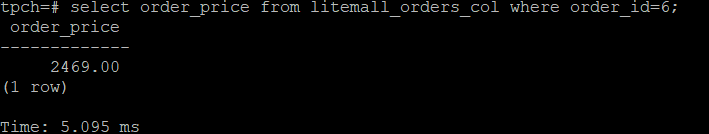 tpch=# select order_price from litemall_orders_col where order_id=6;
 order_price
-------------
     2469.00
(1 row)

Time: 5.095 ms